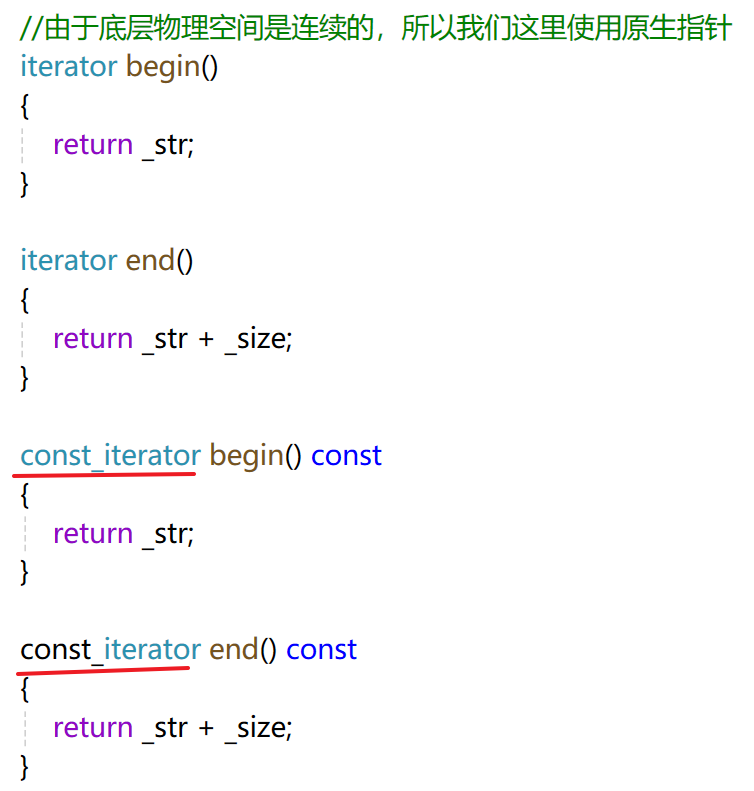 //由于底层物理空间是连续的，所以我们这里使用原生指针
iterator begin()
{
return _str;
}
iterator end()
{
return _str + _size;
}
const_iterator begin() const
{
return _str;
}
const_iterator end() const
{
return _str + _size;
}